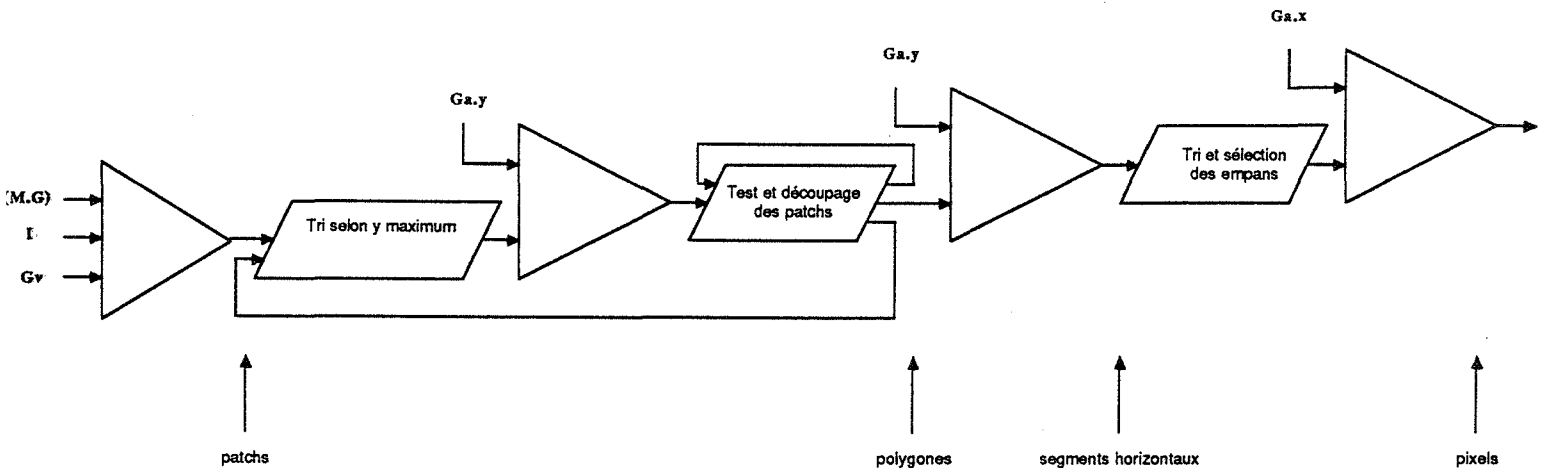 Ga.x
Ga.y
Ga.y
(M.G)
I
Gv
Tri selon y maximum
Test et découpage
des patchs
Tri et sélection
des empans
patchs
polygones
segments horizontaux
pixels